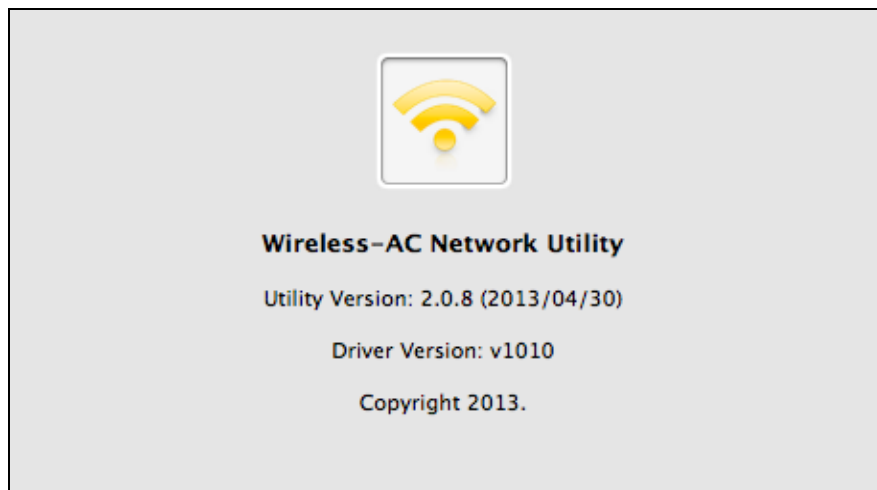 Wireless-AC Network Utility
Utility Version: 2.0.8 (2013/04/30)
Driver Version: v1010
Copyright 2013.